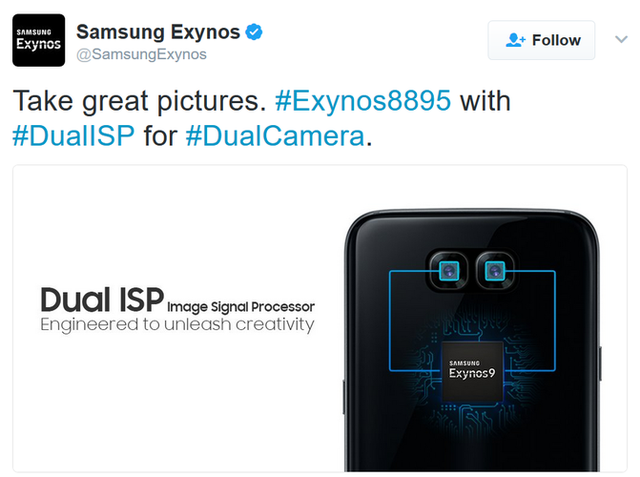 SAMSUNG
Exynos
Samsung Exynos
@SamsungExynos
Follow
Take great pictures. #Exynos8895 with
#DualISP for #DualCamera.
Dual ISP Image Signal Processor
Engineered to unleash creativity
SAMSUNG
Exynos9